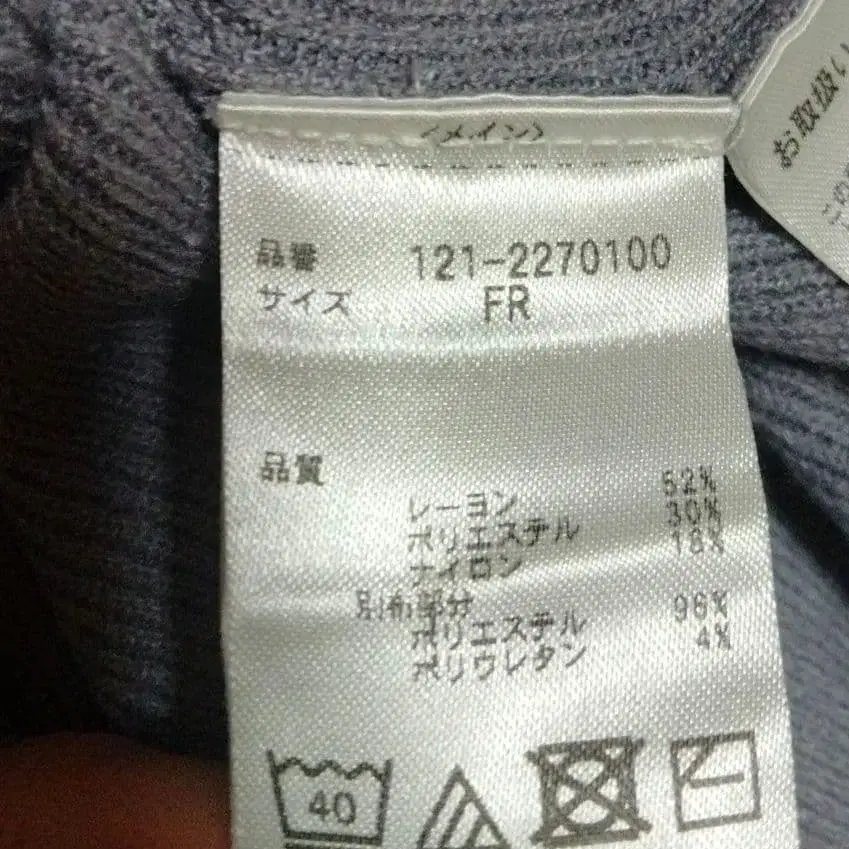 〈メイン〉
品番 121-2270100
サイズ FR
品質
レーヨン 52%
ポリエステル 30%
ナイロン 18%
別布部分
ポリエステル 96%
ポリウレタン 4%
40
お取扱い
この